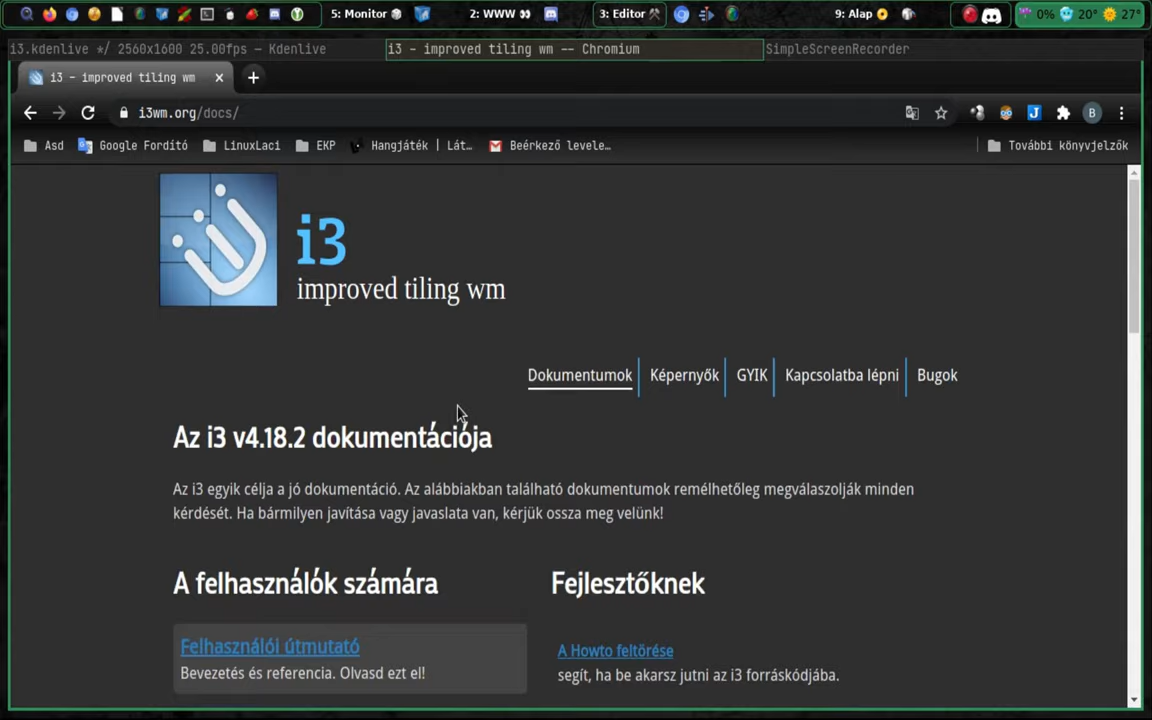 5: Monitor
2: WWW
3: Editor
9: Alap
0% 20° 27°
i3.kdenlive */ 2560x1600 25.00fps – Kdenlive
i3 - improved tiling wm -- Chromium
SimpleScreenRecorder
i3 - improved tiling wm
i3wm.org/docs/
J
B
Asd
Google Fordító
LinuxLaci
EKP
Hangjáték | Lát…
Beérkező levele…
További könyvjelzők
i3
improved tiling wm
Dokumentumok
Képernyők
GYIK
Kapcsolatba lépni
Bugok
Az i3 v4.18.2 dokumentációja
Az i3 egyik célja a jó dokumentáció. Az alábbiakban található dokumentumok remélhetőleg megválaszolják minden
kérdését. Ha bármilyen javítása vagy javaslata van, kérjük ossza meg velünk!
A felhasználók számára
Felhasználói útmutató
Bevezetés és referencia. Olvasd ezt el!
Fejlesztőknek
A Howto feltörése
segít, ha be akarsz jutni az i3 forráskódjába.